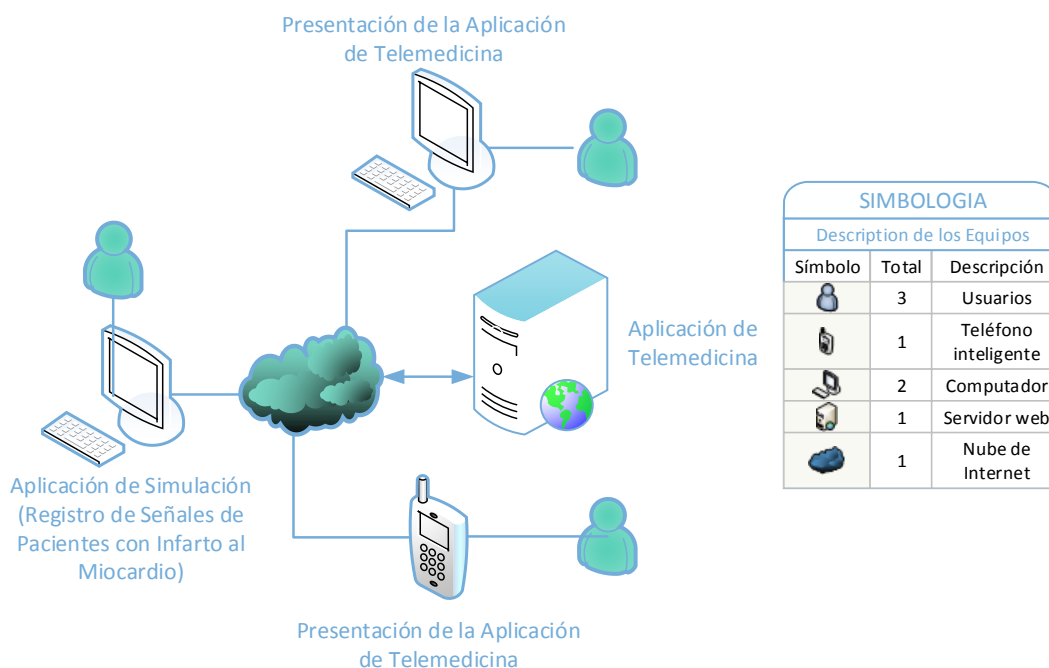 Presentación de la Aplicación
de Telemedicina
Aplicación de
Telemedicina
Aplicación de Simulación
(Registro de Señales de
Pacientes con Infarto al
Miocardio)
Presentación de la Aplicación
de Telemedicina
SIMBOLOGIA
Description de los Equipos
Símbolo Total Descripción
3 Usuarios
1 Teléfono
inteligente
2 Computador
1 Servidor web
1 Nube de
Internet